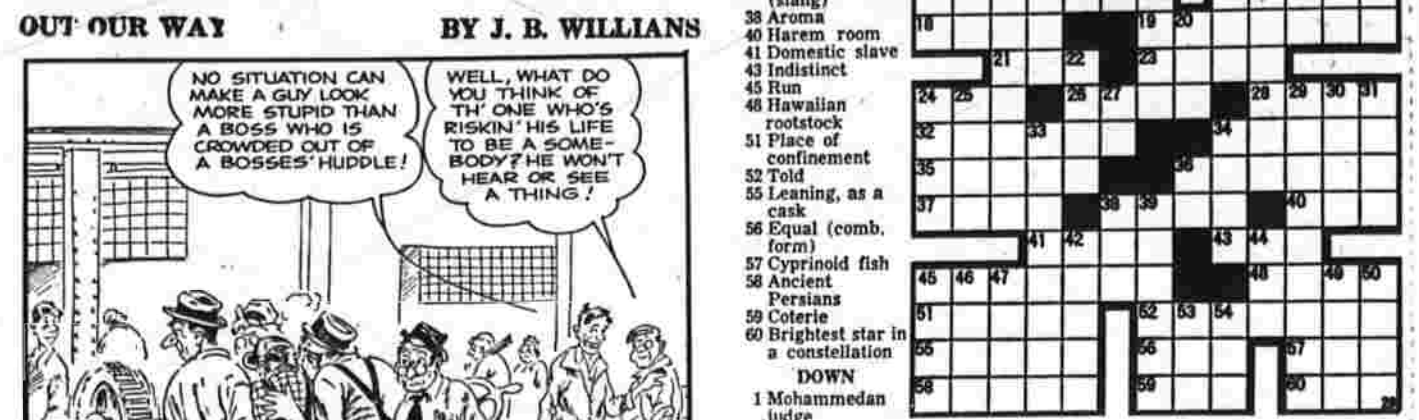 OUT OUR WAY
BY J. B. WILLIANS
NO SITUATION CAN
MAKE A GUY LOOK
MORE STUPID THAN
A BOSS WHO IS
CROWDED OUT OF
A BOSSES' HUDDLE!
WELL, WHAT DO
YOU THINK OF
TH' ONE WHO'S
RISKIN' HIS LIFE
TO BE A SOME-
BODY? HE WON'T
HEAR OR SEE
A THING!
(slang)
38 Aroma
40 Harem room
41 Domestic slave
43 Indistinct
45 Run
48 Hawaiian
rootstock
51 Place of
confinement
52 Told
55 Leaning, as a
cask
56 Equal (comb.
form)
57 Cyprinoid fish
58 Ancient
Persians
59 Coterie
60 Brightest star in
a constellation
DOWN
1 Mohammedan
judge
18 19 20
21 22 23
24 25 26 27 28 29 30 31
32 33 34
35 36
37 38 39 40
41 42 43 44
45 46 47 48 49 50
51 52 53 54
55 56 57
58 59 60
28